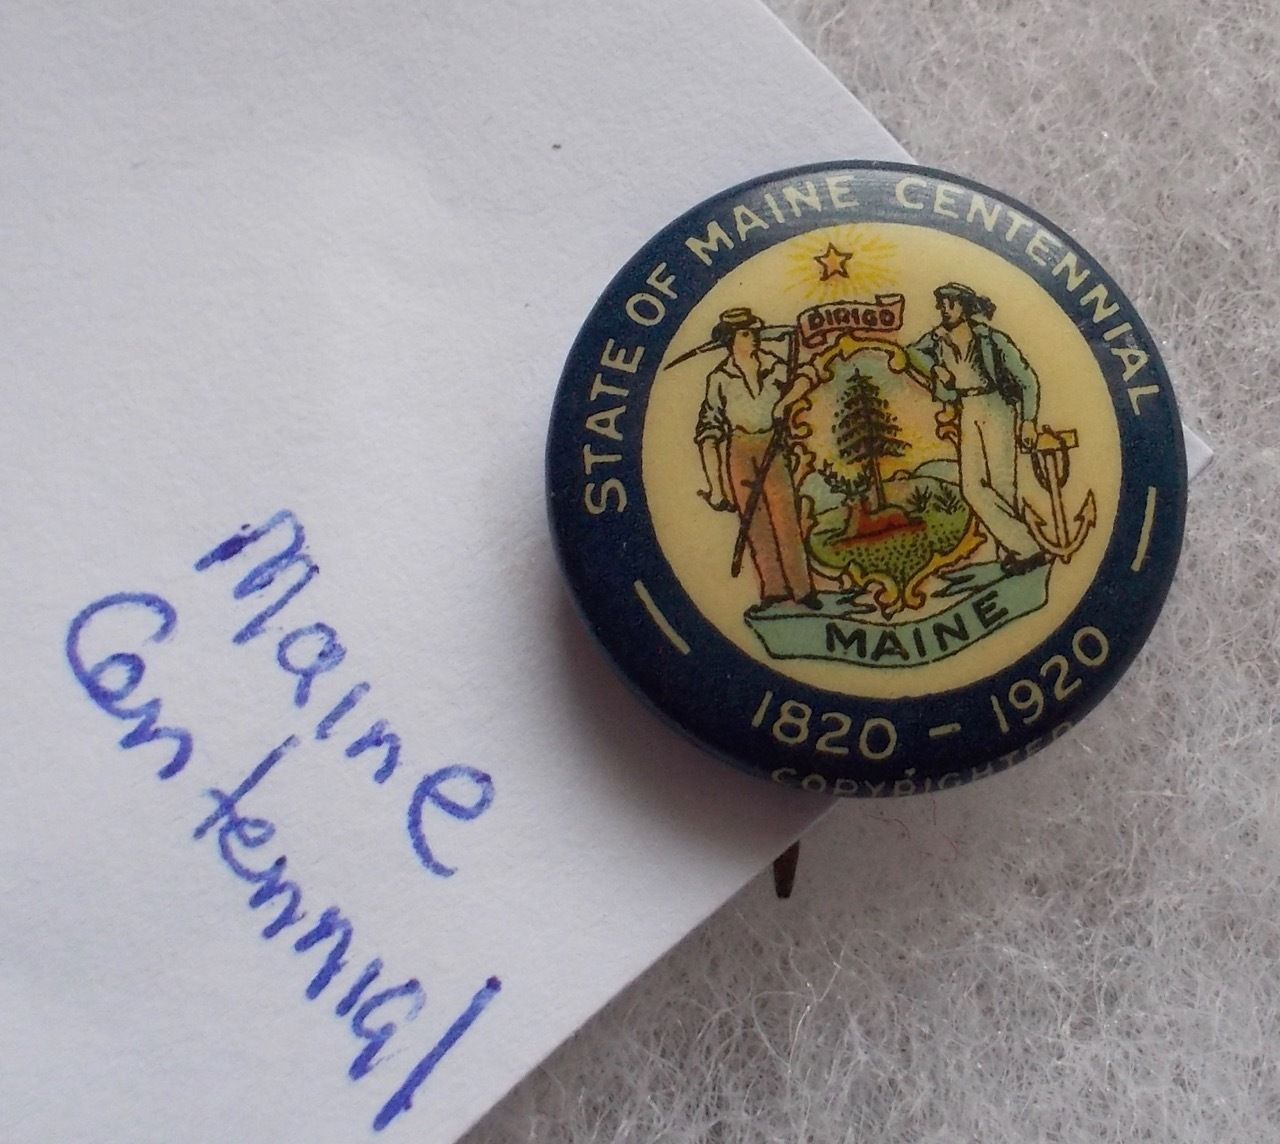 STATE OF MAINE CENTENNIAL
DIRIGO
MAINE
1820 - 1920
COPYRIGHTED
Maine
Centennial